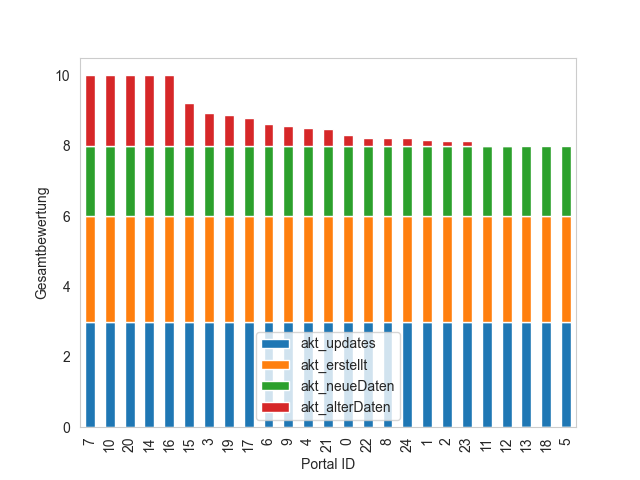 Gesamtbewertung
10
8
6
4
2
0
akt_updates
akt_erstellt
akt_neueDaten
akt_alterDaten
7 10 20 14 16 15 3 19 17 6 9 4 21 0 22 8 24 1 2 23 11 12 13 18 5
Portal ID